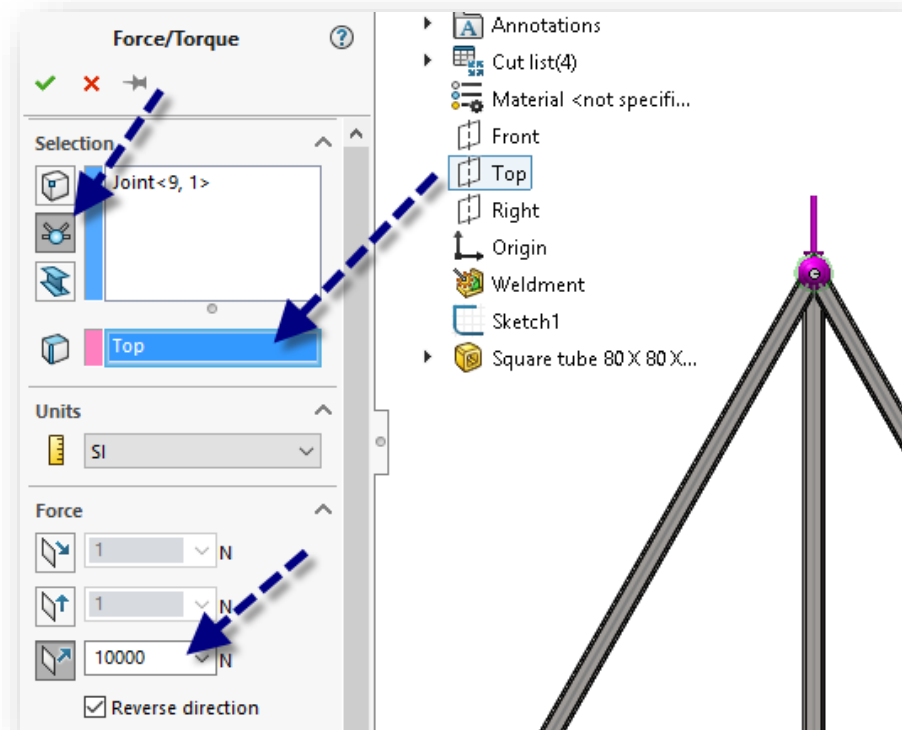 Force/Torque
Selection
Joint<9, 1>
Top
Units
SI
Force
1 N
1 N
10000 N
Reverse direction
Annotations
Cut list(4)
Material <not specifi...
Front
Top
Right
Origin
Weldment
Sketch1
Square tube 80 X 80 X...